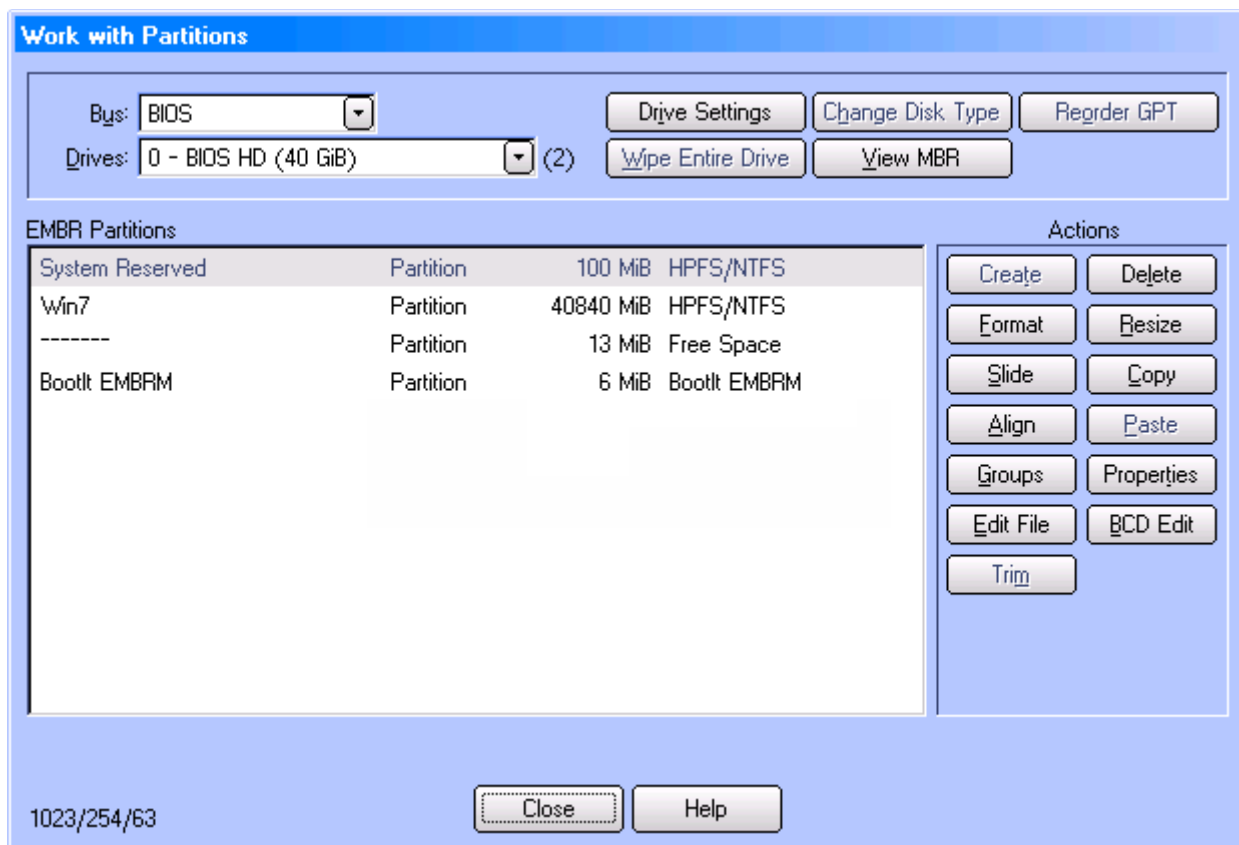 Work with Partitions
Bus: BIOS
Drive Settings Change Disk Type Reorder GPT
Drives: 0 - BIOS HD (40 GiB) (2)
Wipe Entire Drive View MBR
EMBR Partitions
Actions
System Reserved Partition 100 MiB HPFS/NTFS
Create Delete
Win7 Partition 40840 MiB HPFS/NTFS
Format Resize
------- Partition 13 MiB Free Space
BootIt EMBRM Partition 6 MiB BootIt EMBRM
Slide Copy
Align Paste
Groups Properties
Edit File BCD Edit
Trim
1023/254/63
Close Help